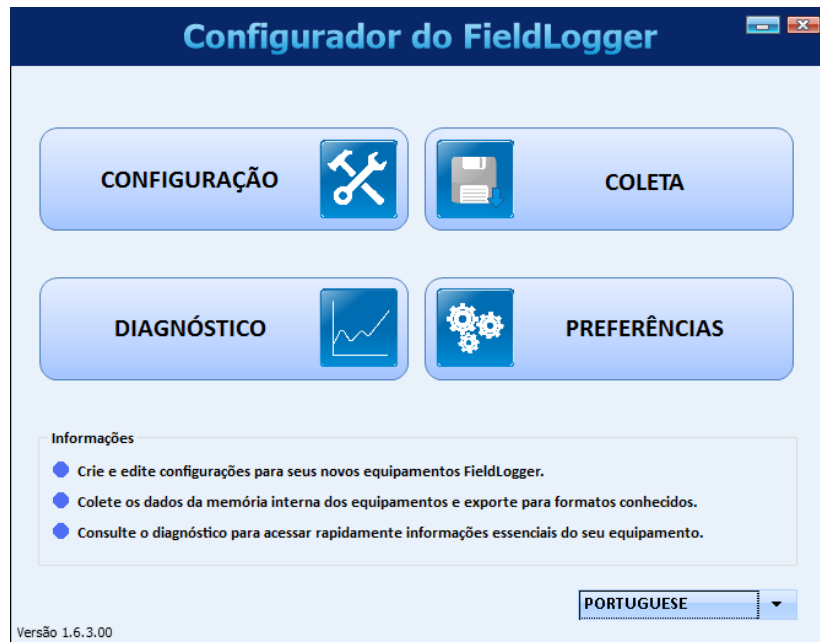 Configurador do FieldLogger
CONFIGURAÇÃO
COLETA
DIAGNÓSTICO
PREFERÊNCIAS
Informações
Crie e edite configurações para seus novos equipamentos FieldLogger.
Colete os dados da memória interna dos equipamentos e exporte para formatos conhecidos.
Consulte o diagnóstico para acessar rapidamente informações essenciais do seu equipamento.
PORTUGUESE
Versão 1.6.3.00